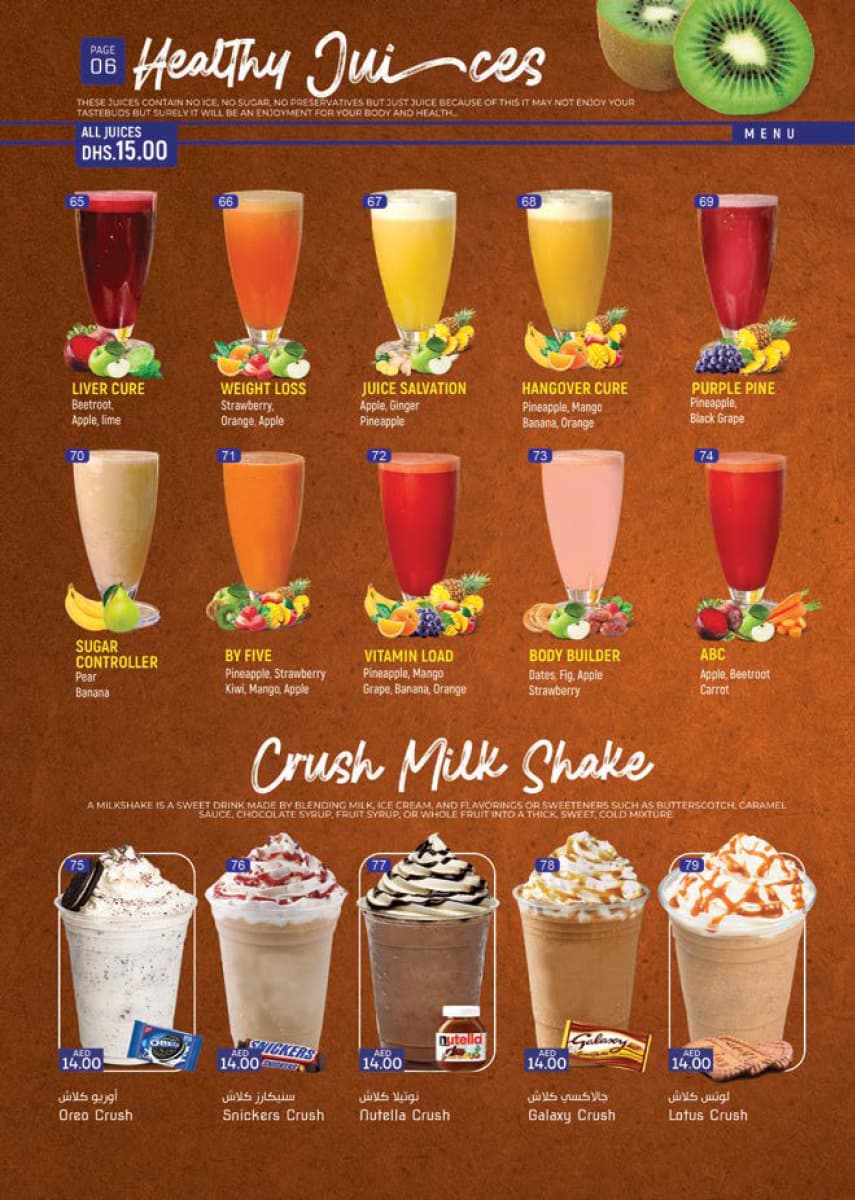 PAGE
06
Healthy Juices
THESE JUICES CONTAIN NO ICE, NO SUGAR, NO PRESERVATIVES BUT JUST JUICE BECAUSE OF THIS IT MAY NOT ENJOY YOUR
TASTEBUDS BUT SURELY IT WILL BE AN ENJOYMENT FOR YOUR BODY AND HEALTH...
ALL JUICES
DHS.15.00
MENU
65
LIVER CURE
Beetroot,
Apple, lime
66
WEIGHT LOSS
Strawberry,
Orange, Apple
67
JUICE SALVATION
Apple, Ginger
Pineapple
68
HANGOVER CURE
Pineapple, Mango
Banana, Orange
69
PURPLE PINE
Pineapple,
Black Grape
70
SUGAR
CONTROLLER
Pear
Banana
71
BY FIVE
Pineapple, Strawberry
Kiwi, Mango, Apple
72
VITAMIN LOAD
Pineapple, Mango
Grape, Banana, Orange
73
BODY BUILDER
Dates, Fig, Apple
Strawberry
74
ABC
Apple, Beetroot
Carrot
Crush Milk Shake
A MILKSHAKE IS A SWEET DRINK MADE BY BLENDING MILK, ICE CREAM, AND FLAVORINGS OR SWEETENERS SUCH AS BUTTERSCOTCH, CARAMEL
SAUCE, CHOCOLATE SYRUP, FRUIT SYRUP, OR WHOLE FRUIT INTO A THICK, SWEET, COLD MIXTURE.
75
OREO
AED
14.00
أوريو كلاش
Oreo Crush
76
SNICKERS
AED
14.00
سنيكارز كلاش
Snickers Crush
77
nutella
AED
14.00
نوتيلا كلاش
Nutella Crush
78
Galaxy
AED
14.00
جالاكسي كلاش
Galaxy Crush
79
AED
14.00
لوتس كلاش
Lotus Crush